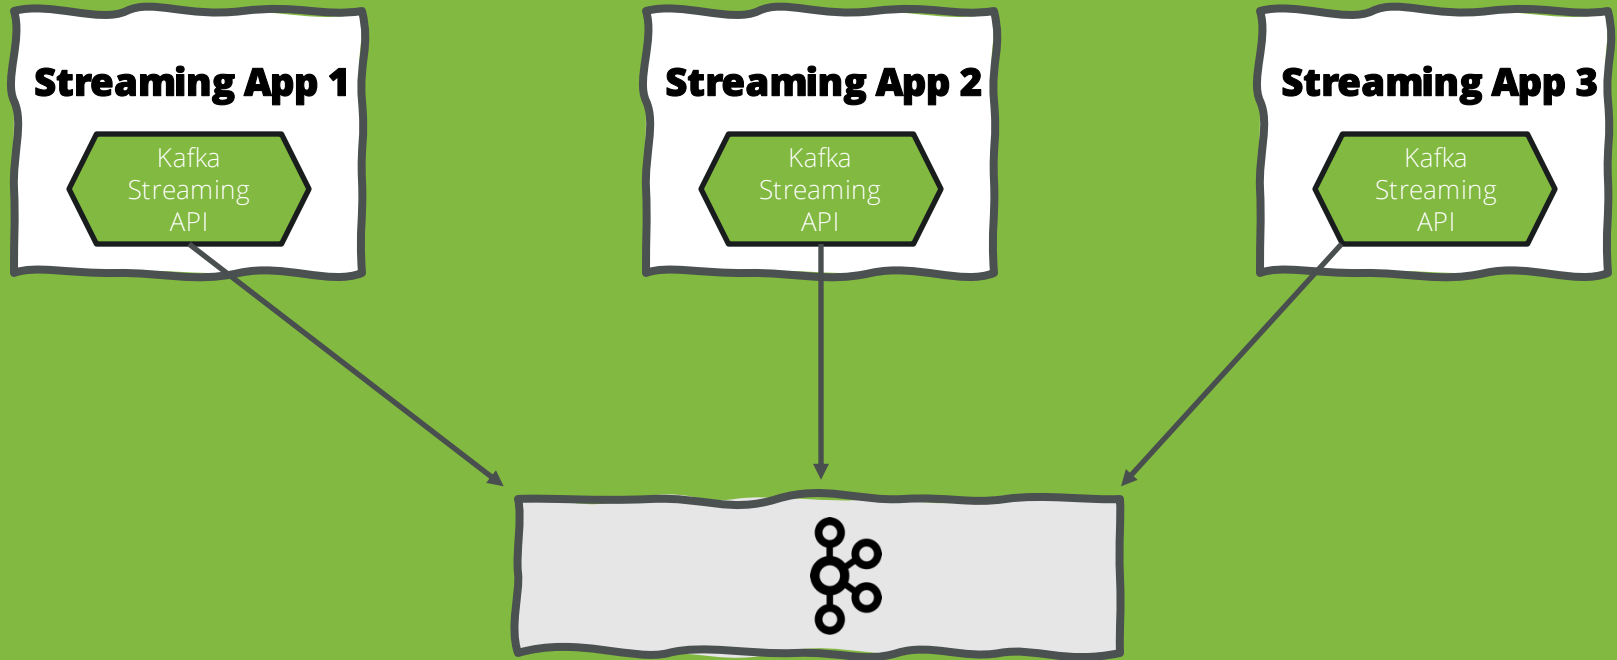 Streaming App 1
Kafka
Streaming
API
Streaming App 2
Kafka
Streaming
API
Streaming App 3
Kafka
Streaming
API